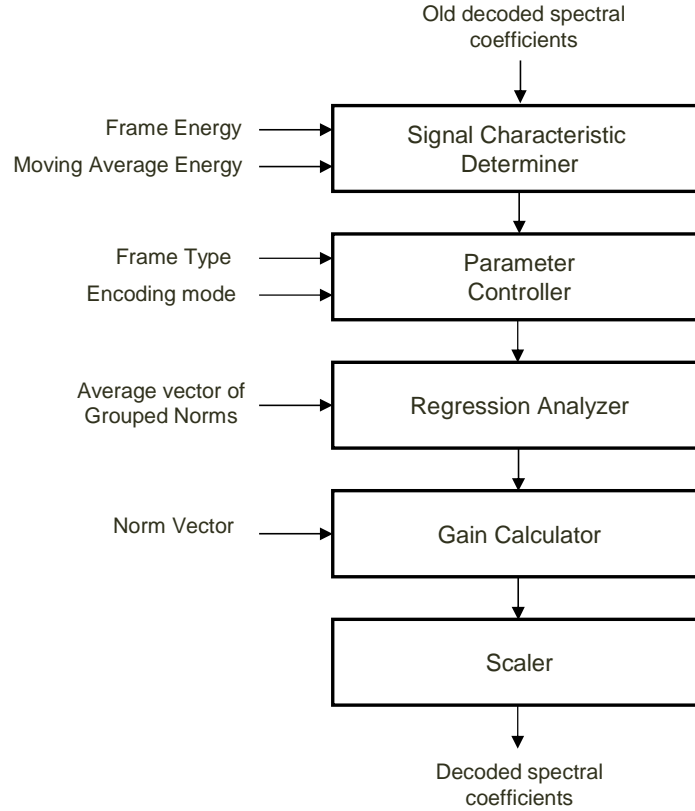 Old decoded spectral
coefficients
Frame Energy
Moving Average Energy
Signal Characteristic
Determiner
Frame Type
Encoding mode
Parameter
Controller
Average vector of
Grouped Norms
Regression Analyzer
Norm Vector
Gain Calculator
Scaler
Decoded spectral
coefficients